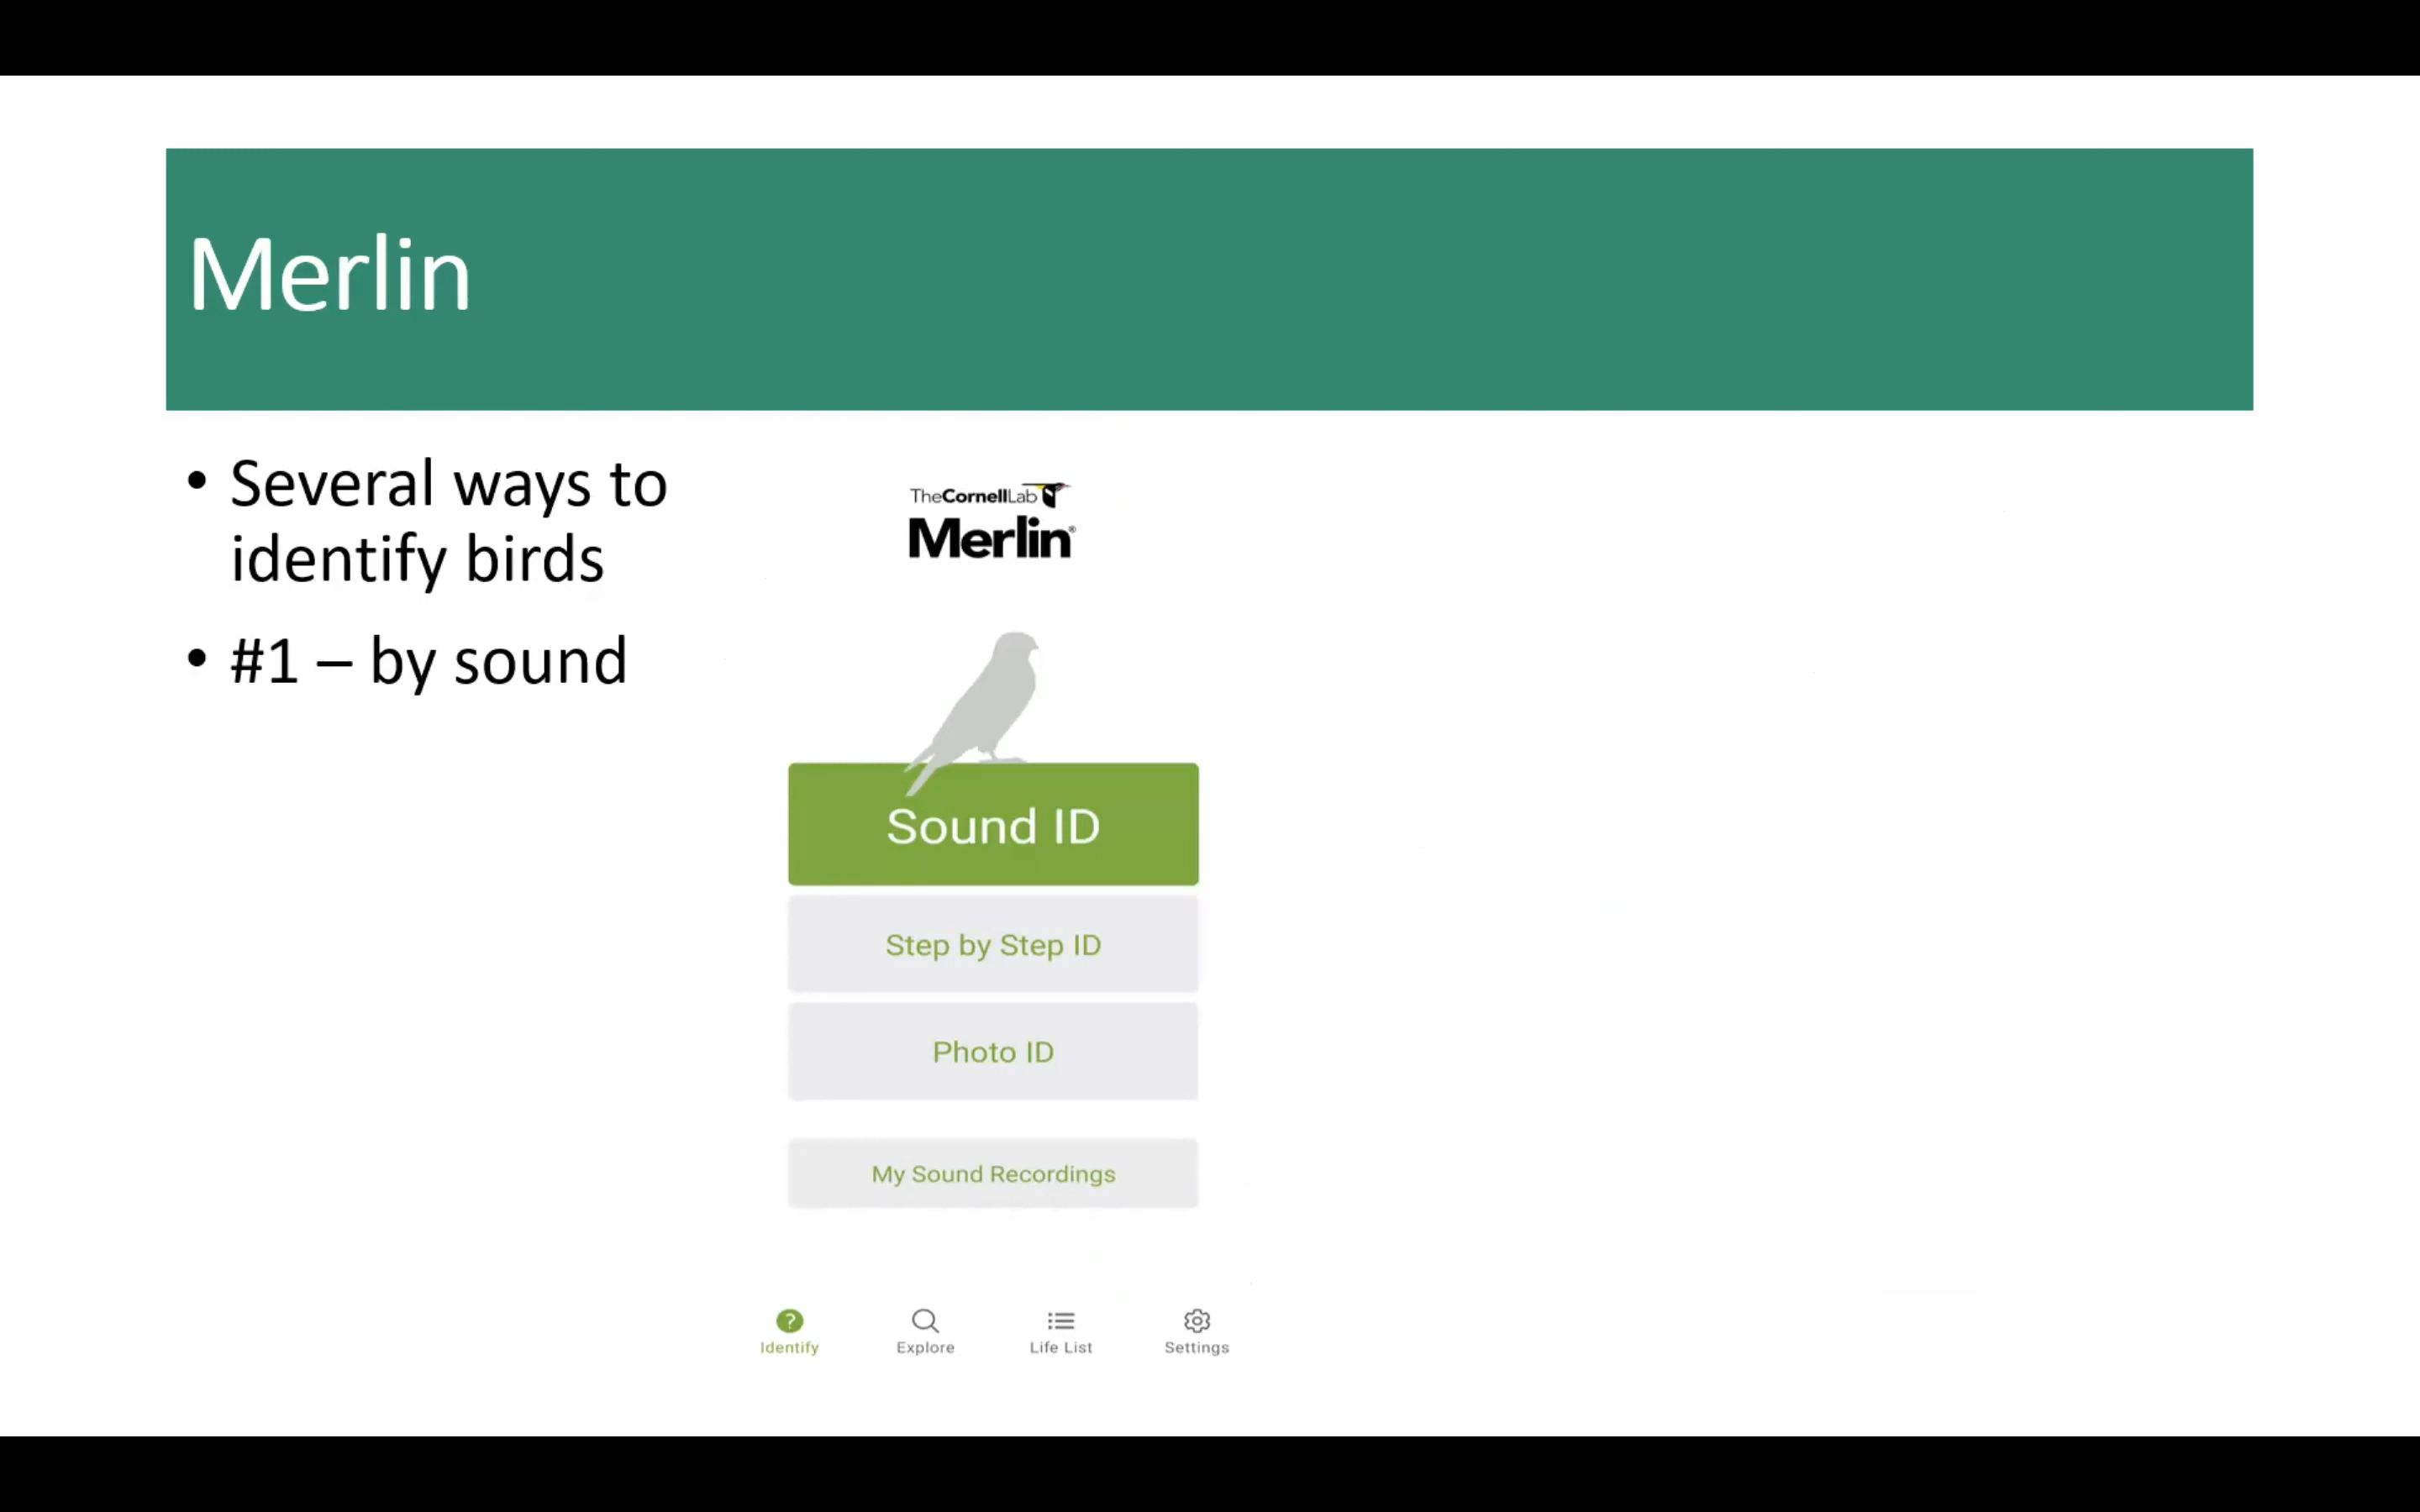 Merlin
• Several ways to
identify birds
• #1 – by sound
TheCornellLab
Merlin®
Sound ID
Step by Step ID
Photo ID
My Sound Recordings
?
Identify
Explore
Life List
Settings